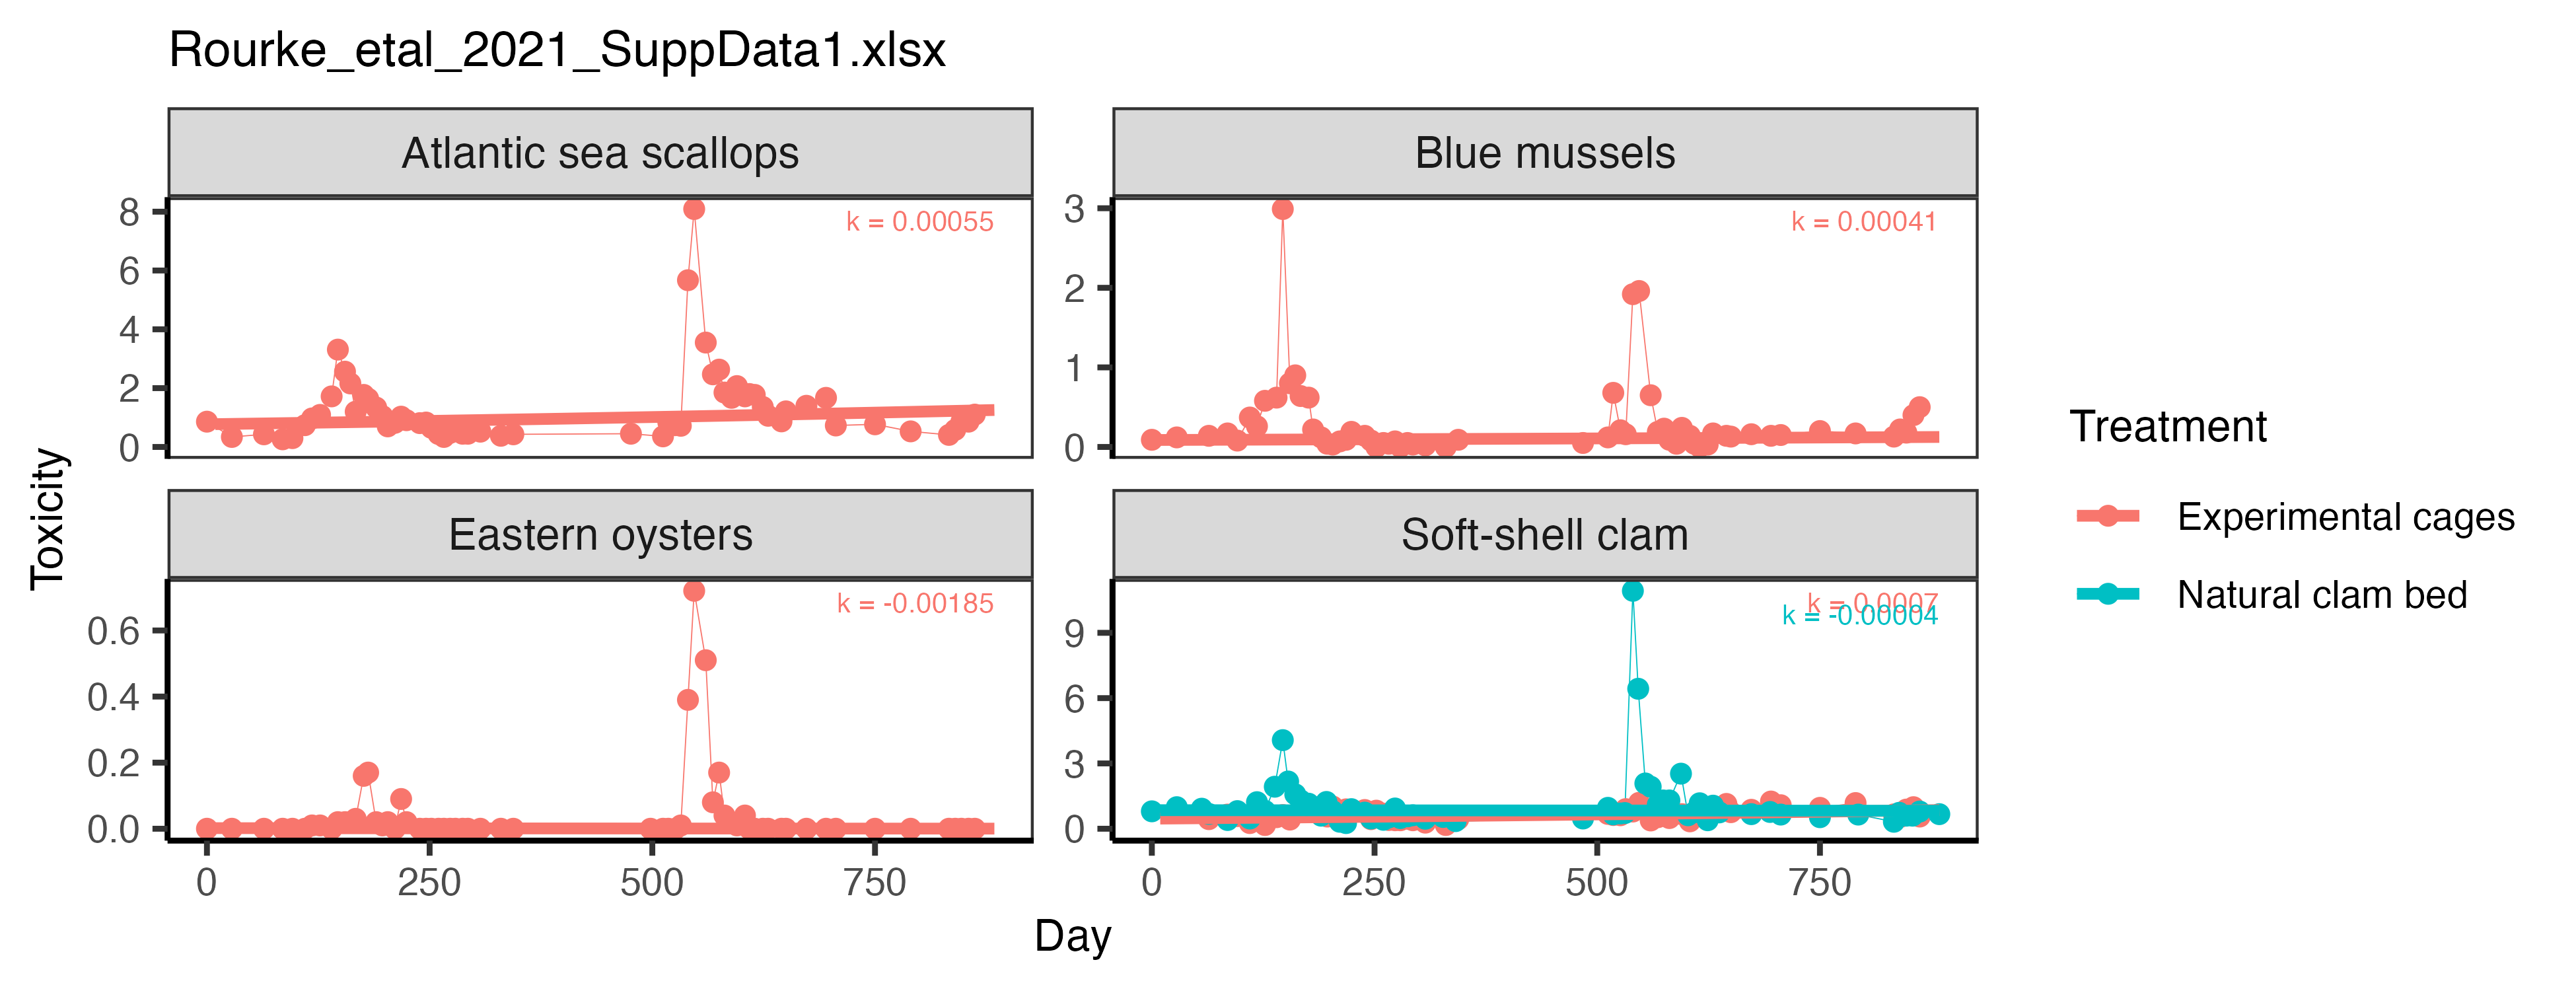 Rourke_etal_2021_SuppData1.xlsx
Atlantic sea scallops
Blue mussels
8
6
4
2
0
k = 0.00055
3
2
1
0
k = 0.00041
Toxicity
Eastern oysters
Soft-shell clam
0.6
0.4
0.2
0.0
k = -0.00185
9
6
3
0
k = 0.0007
k = -0.00004
0 250 500 750
0 250 500 750
Day
Treatment
Experimental cages
Natural clam bed